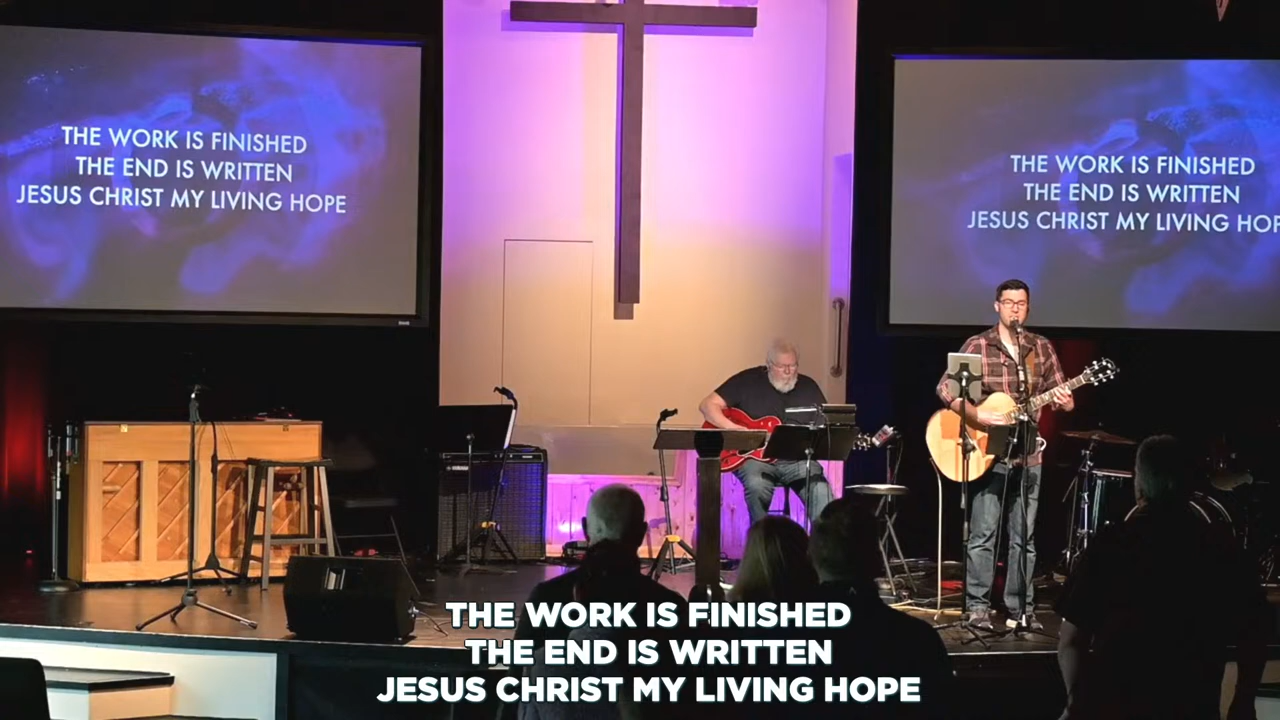 THE WORK IS FINISHED
THE END IS WRITTEN
JESUS CHRIST MY LIVING HOPE
THE WORK IS FINISHED
THE END IS WRITTEN
JESUS CHRIST MY LIVING HOP
THE WORK IS FINISHED
THE END IS WRITTEN
JESUS CHRIST MY LIVING HOPE